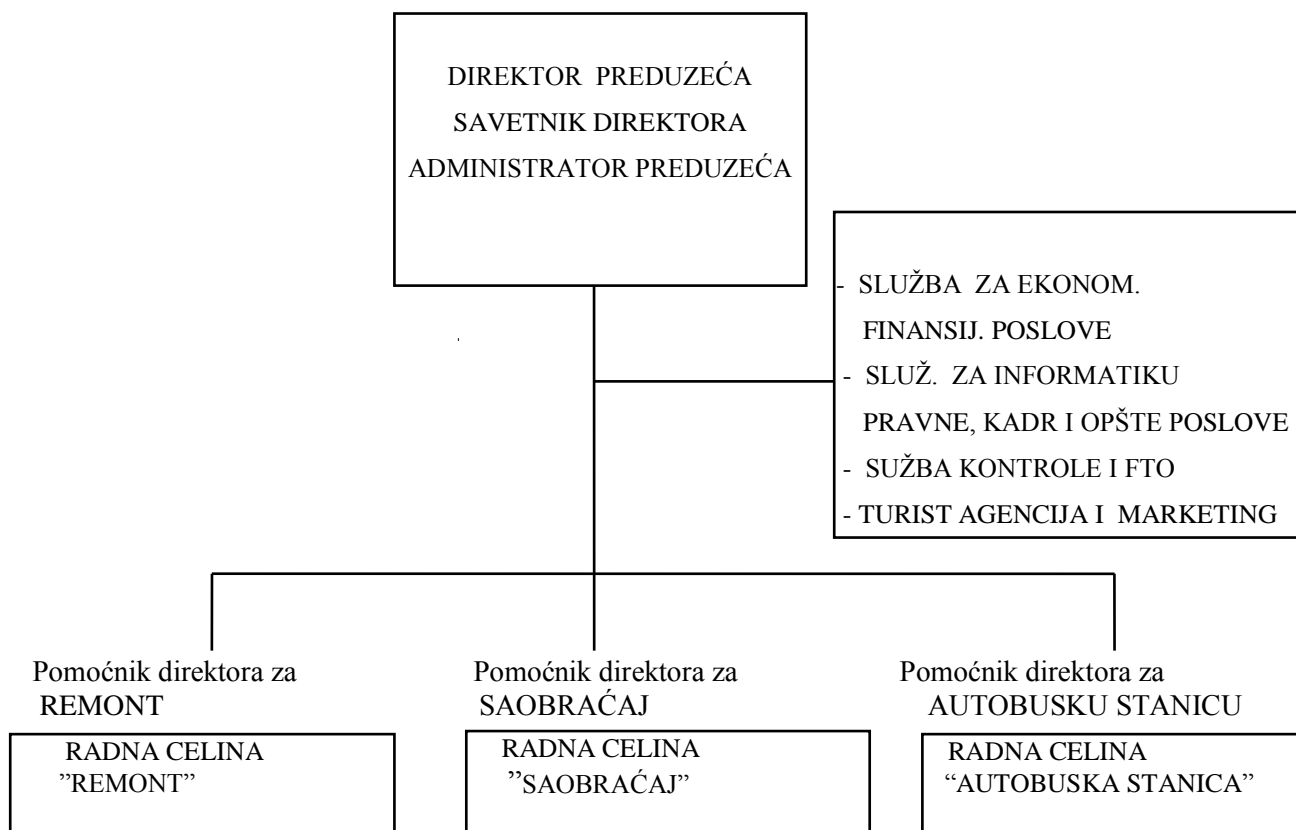 DIREKTOR PREDUZEĆA
SAVETNIK DIREKTORA
ADMINISTRATOR PREDUZEĆA
- SLUŽBA ZA EKONOM.
FINANSIJ. POSLOVE
- SLUŽ. ZA INFORMATIKU
PRAVNE, KADR I OPŠTE POSLOVE
- SUŽBA KONTROLE I FTO
- TURIST AGENCIJA I MARKETING
Pomoćnik direktora za
REMONT
RADNA CELINA
”REMONT”
Pomoćnik direktora za
SAOBRAĆAJ
RADNA CELINA
”SAOBRAĆAJ”
Pomoćnik direktora za
AUTOBUSKU STANICU
RADNA CELINA
“AUTOBUSKA STANICA”